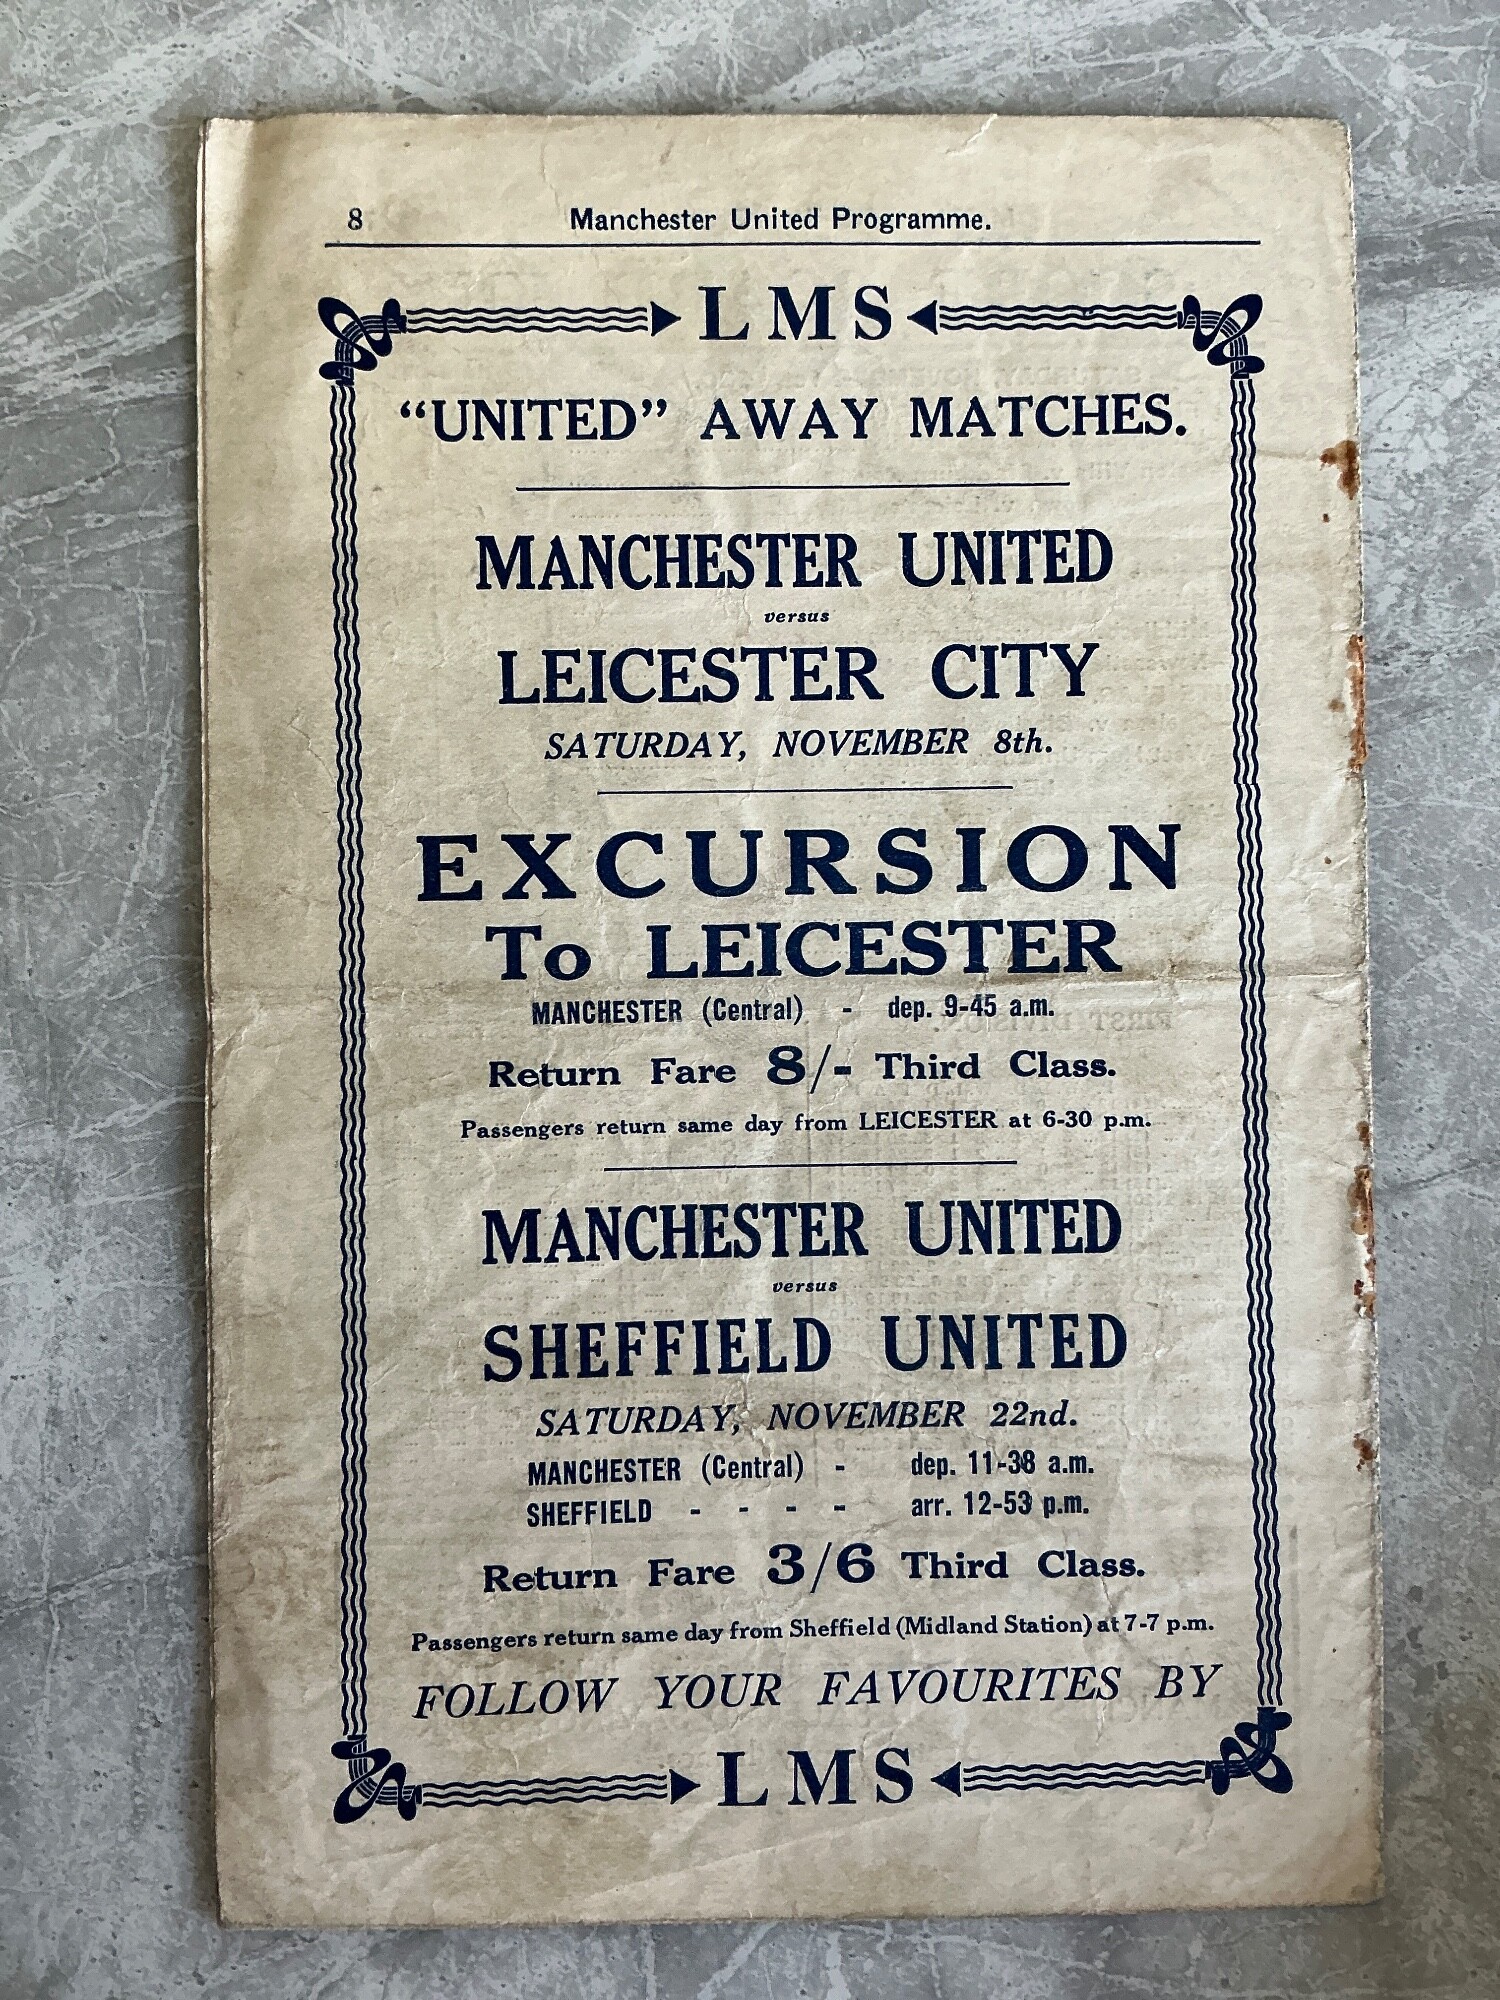 8 Manchester United Programme.
LMS
"UNITED" AWAY MATCHES.
MANCHESTER UNITED
versus
LEICESTER CITY
SATURDAY, NOVEMBER 8th.
EXCURSION
To LEICESTER
MANCHESTER (Central) - dep. 9-45 a.m.
Return Fare 8/- Third Class.
Passengers return same day from LEICESTER at 6-30 p.m.
MANCHESTER UNITED
versus
SHEFFIELD UNITED
SATURDAY, NOVEMBER 22nd.
MANCHESTER (Central) - dep. 11-38 a.m.
SHEFFIELD - - - - arr. 12-53 p.m.
Return Fare 3/6 Third Class.
Passengers return same day from Sheffield (Midland Station) at 7-7 p.m.
FOLLOW YOUR FAVOURITES BY
LMS